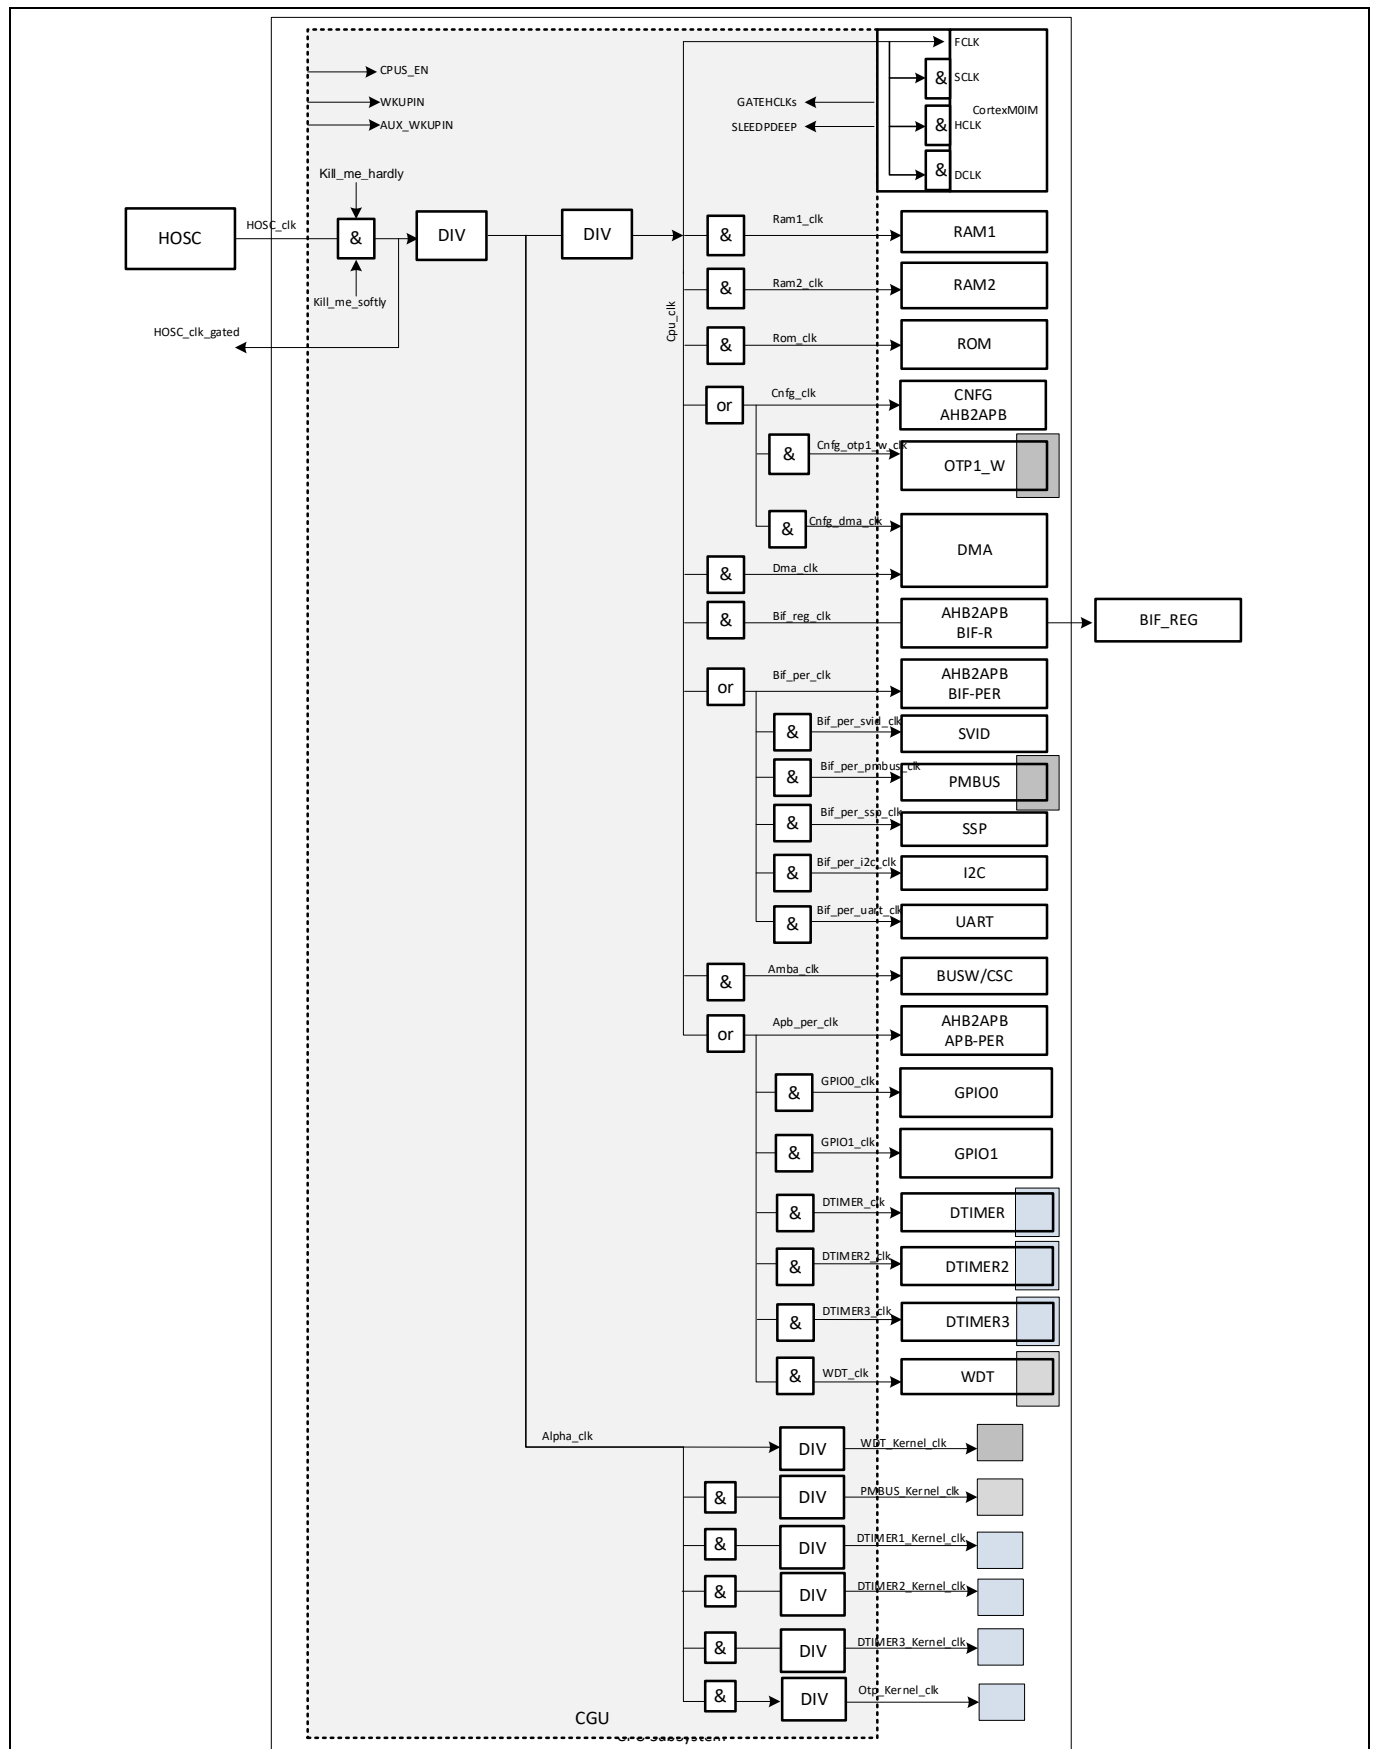 FCLK
CPUS_EN
SCLK
WKUPIN
GATEHCLKs
CortexM0IM
AUX_WKUPIN
SLEEDPDEEP
&
&
&
HCLK
DCLK
Kill_me_hardly
HOSC
HOSC_clk
&
DIV
DIV
&
Ram1_clk
RAM1
Kill_me_softly
HOSC_clk_gated
Cpu_clk
&
Ram2_clk
RAM2
&
Rom_clk
ROM
or
Cnfg_clk
CNFG
AHB2APB
&
Cnfg_otp1_w_clk
OTP1_W
&
Cnfg_dma_clk
DMA
&
Dma_clk
&
Bif_reg_clk
AHB2APB
BIF-R
BIF_REG
or
Bif_per_clk
AHB2APB
BIF-PER
&
Bif_per_svid_clk
SVID
&
Bif_per_pmbus_clk
PMBUS
&
Bif_per_ssp_clk
SSP
&
Bif_per_i2c_clk
I2C
&
Bif_per_uart_clk
UART
&
Amba_clk
BUSW/CSC
or
Apb_per_clk
AHB2APB
APB-PER
&
GPIO0_clk
GPIO0
&
GPIO1_clk
GPIO1
&
DTIMER_clk
DTIMER
&
DTIMER2_clk
DTIMER2
&
DTIMER3_clk
DTIMER3
&
WDT_clk
WDT
Alpha_clk
DIV
WDT_Kernel_clk
&
DIV
PMBUS_Kernel_clk
&
DIV
DTIMER1_Kernel_clk
&
DIV
DTIMER2_Kernel_clk
&
DIV
DTIMER3_Kernel_clk
&
DIV
Otp_Kernel_clk
CGU